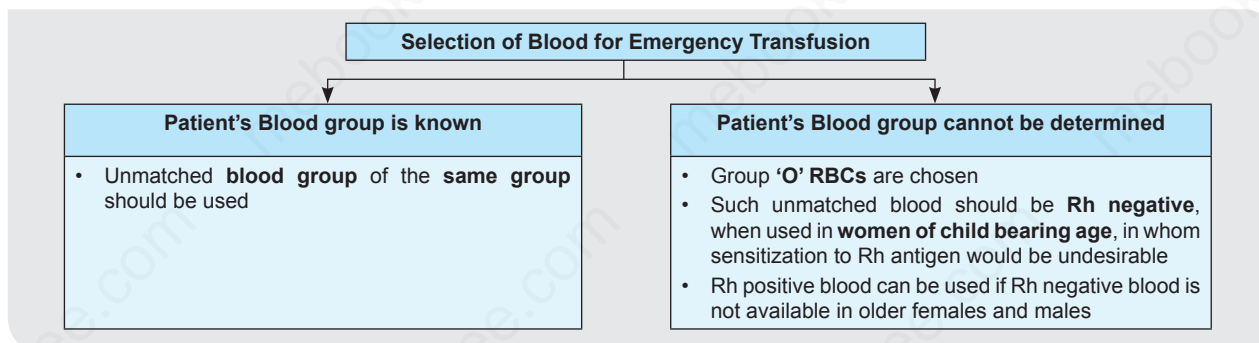 Selection of Blood for Emergency Transfusion
Patient's Blood group is known
• Unmatched blood group of the same group
should be used
Patient's Blood group cannot be determined
• Group 'O' RBCs are chosen
• Such unmatched blood should be Rh negative,
when used in women of child bearing age, in whom
sensitization to Rh antigen would be undesirable
• Rh positive blood can be used if Rh negative blood is
not available in older females and males